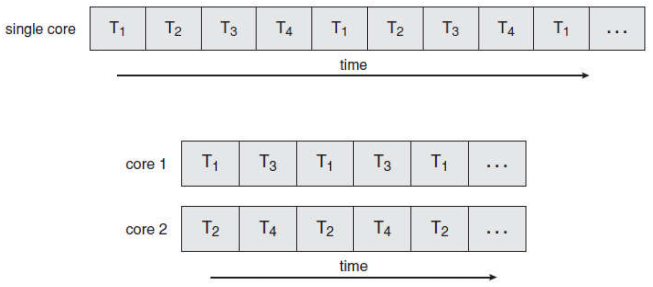 single core T₁ T₂ T₃ T₄ T₁ T₂ T₃ T₄ T₁ ...
time
core 1 T₁ T₃ T₁ T₃ T₁ ...
core 2 T₂ T₄ T₂ T₄ T₂ ...
time